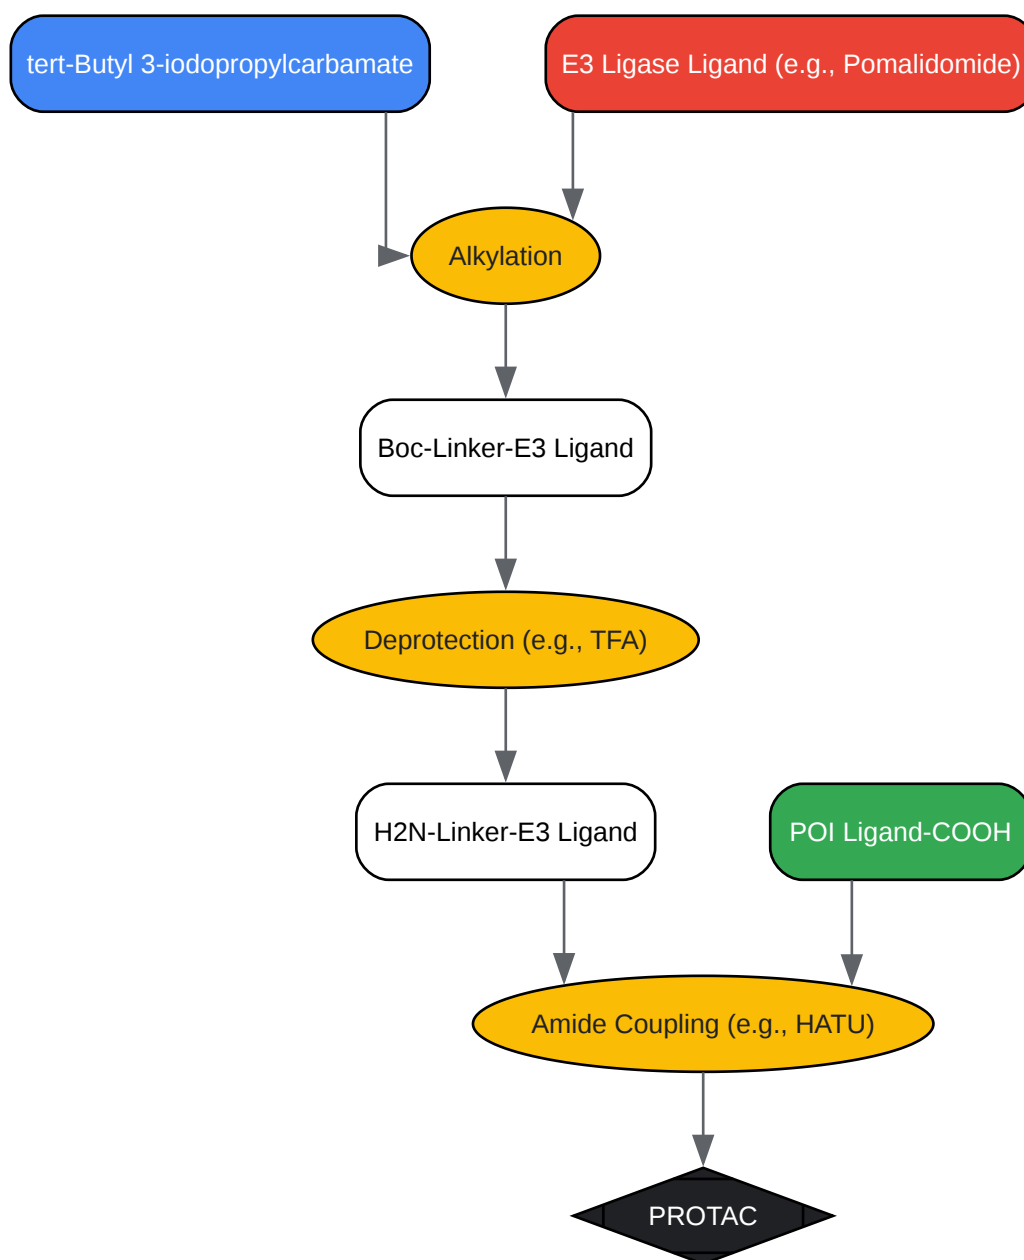 tert-Butyl 3-iodopropylcarbamate
E3 Ligase Ligand (e.g., Pomalidomide)
Alkylation
Boc-Linker-E3 Ligand
Deprotection (e.g., TFA)
H2N-Linker-E3 Ligand
POI Ligand-COOH
Amide Coupling (e.g., HATU)
PROTAC